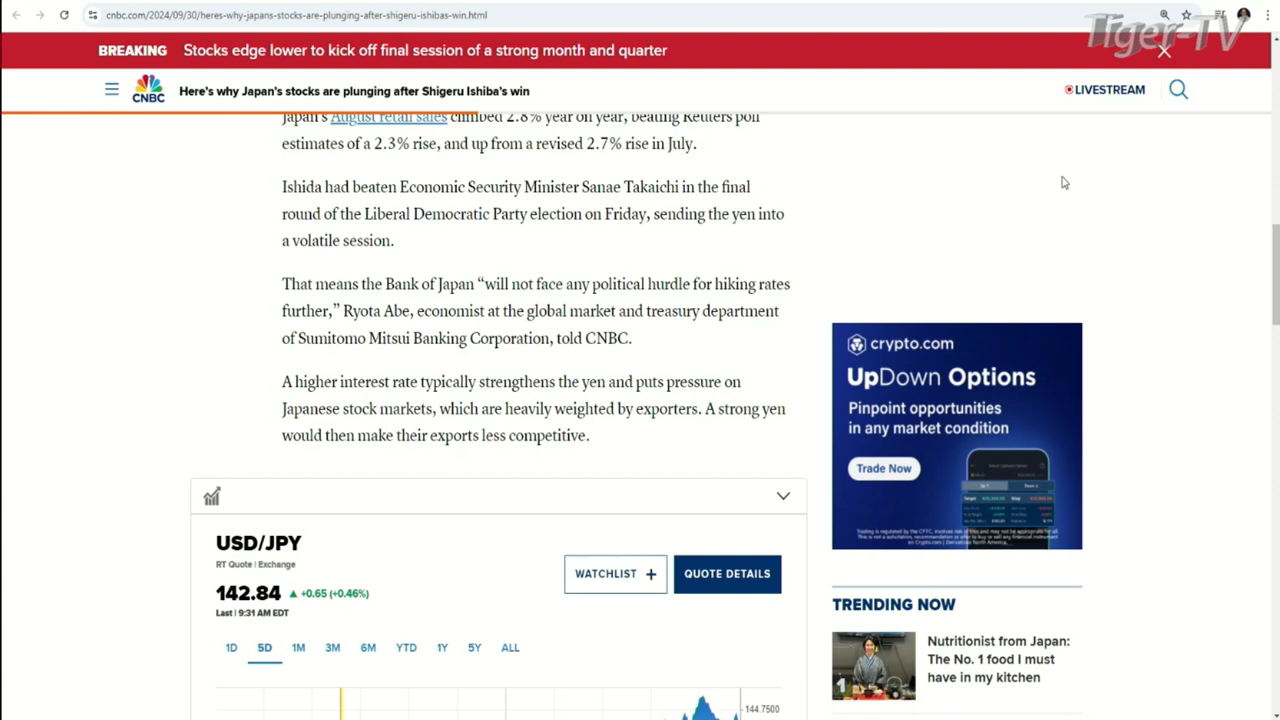 cnbc.com/2024/09/30/heres-why-japans-stocks-are-plunging-after-shigeru-ishibas-win.html
Tiger-TV
BREAKING Stocks edge lower to kick off final session of a strong month and quarter
CNBC
Here's why Japan's stocks are plunging after Shigeru Ishiba's win
LIVESTREAM
Japan's August retail sales climbed 2.8% year on year, beating Reuters poll
estimates of a 2.3% rise, and up from a revised 2.7% rise in July.
Ishida had beaten Economic Security Minister Sanae Takaichi in the final
round of the Liberal Democratic Party election on Friday, sending the yen into
a volatile session.
That means the Bank of Japan “will not face any political hurdle for hiking rates
further,” Ryota Abe, economist at the global market and treasury department
of Sumitomo Mitsui Banking Corporation, told CNBC.
A higher interest rate typically strengthens the yen and puts pressure on
Japanese stock markets, which are heavily weighted by exporters. A strong yen
would then make their exports less competitive.
USD/JPY
RT Quote | Exchange
142.84 ▲ +0.65 (+0.46%)
Last | 9:31 AM EDT
WATCHLIST +
QUOTE DETAILS
1D 5D 1M 3M 6M YTD 1Y 5Y ALL
144.7500
crypto.com
UpDown Options
Pinpoint opportunities
in any market condition
Trade Now
TRENDING NOW
1
Nutritionist from Japan:
The No. 1 food I must
have in my kitchen